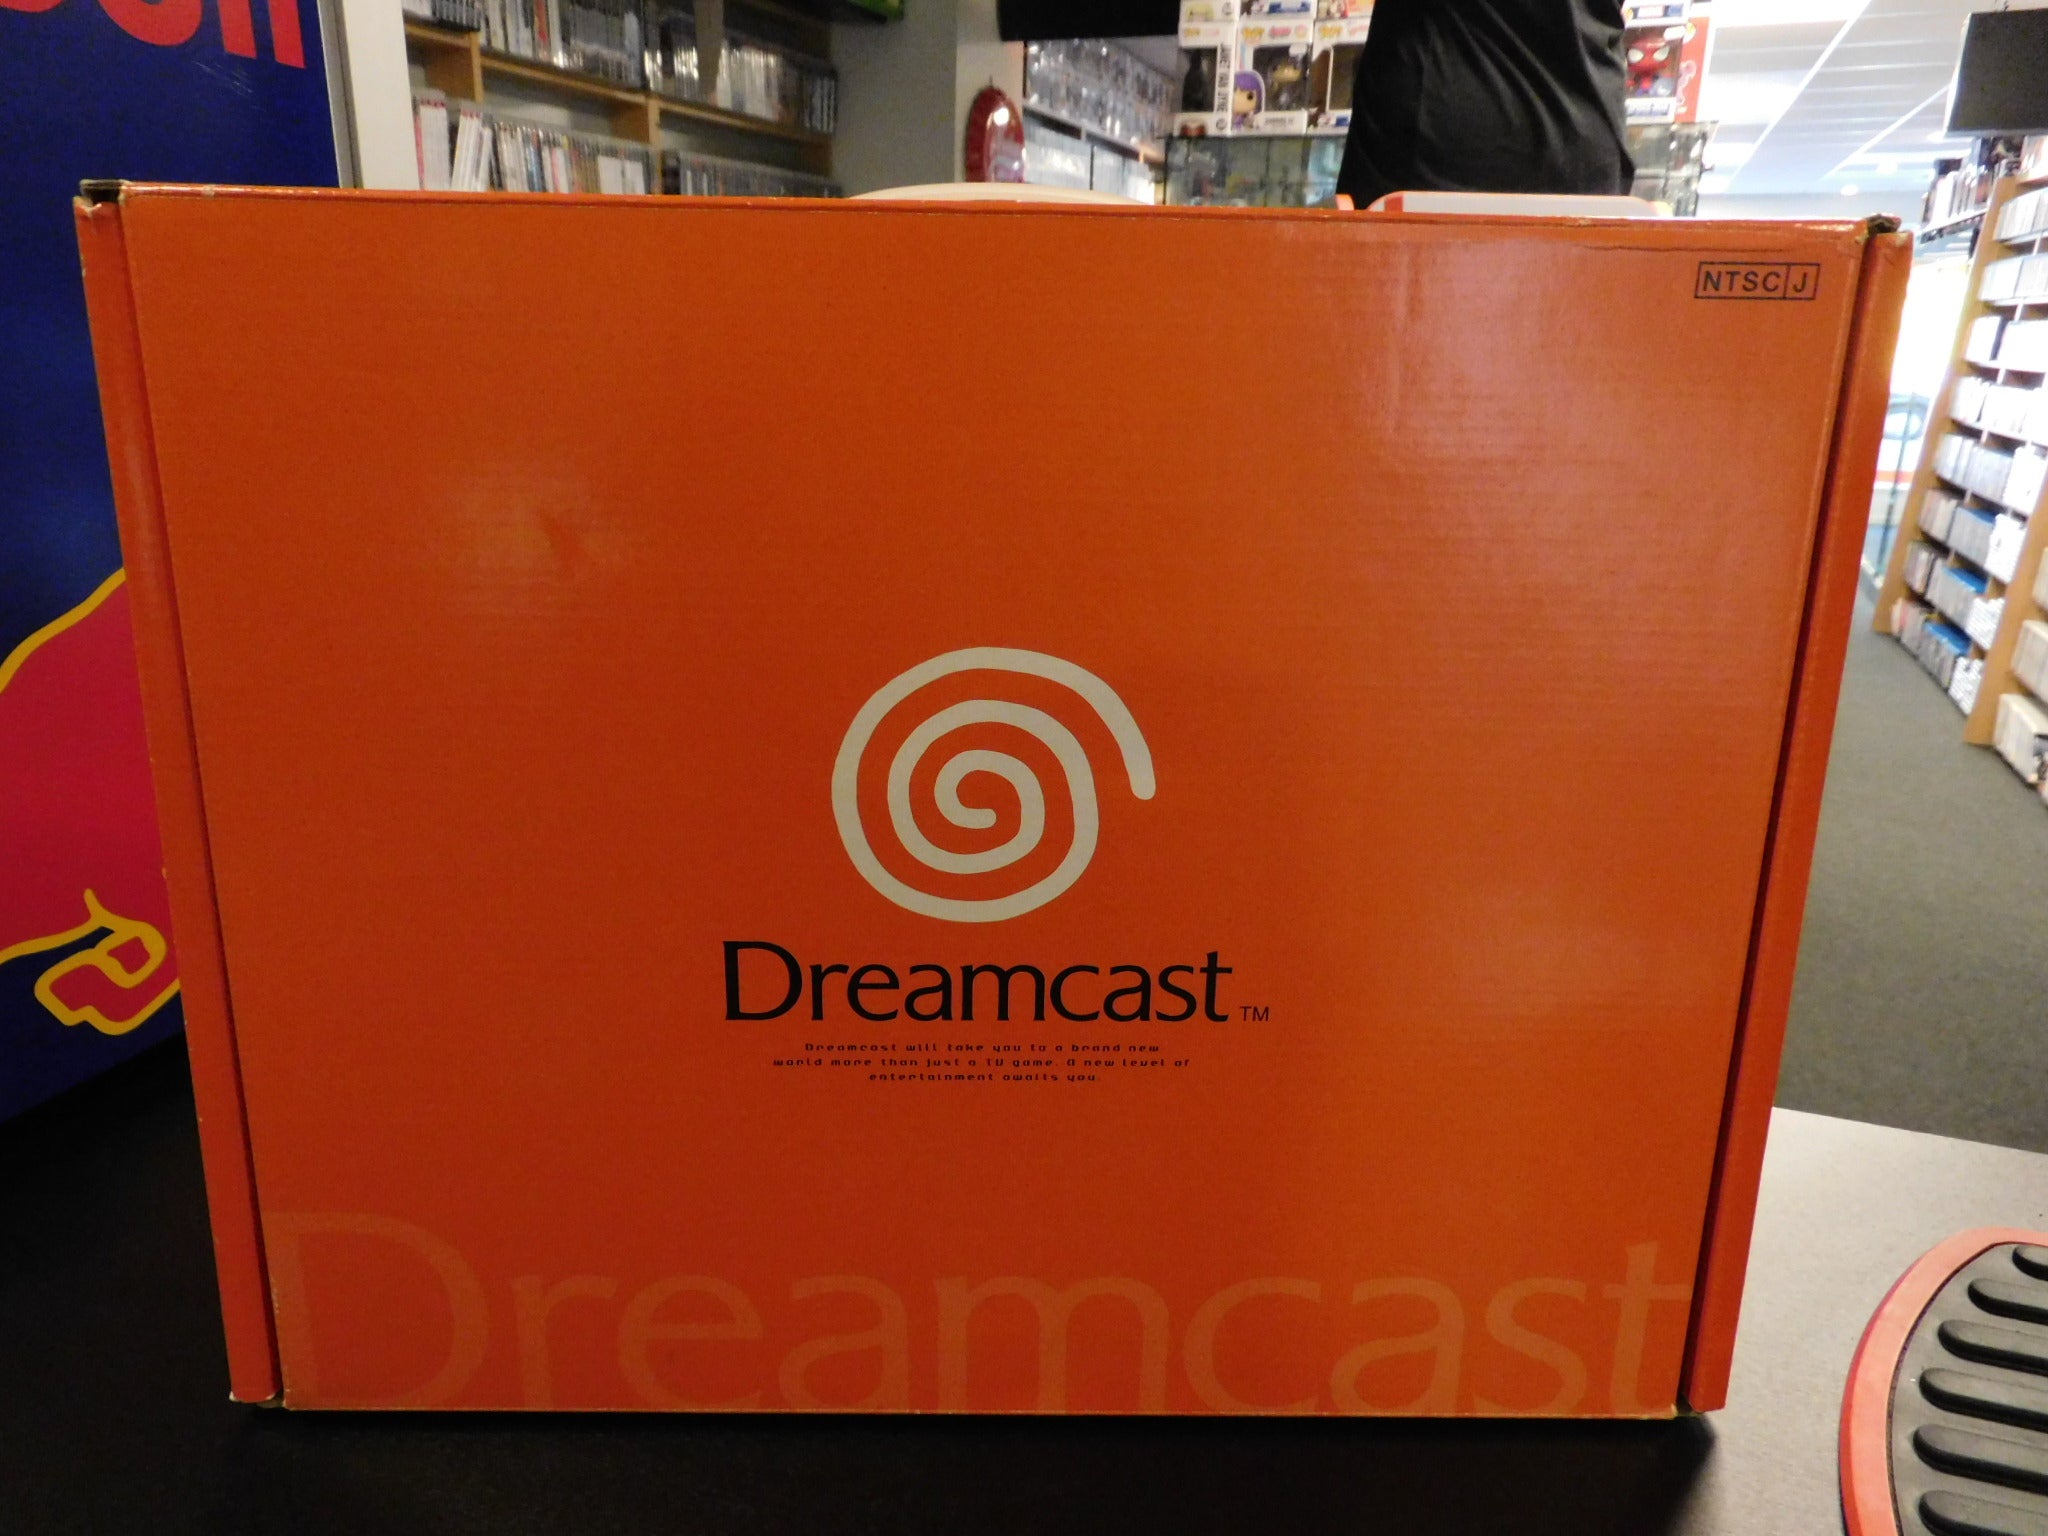 NTSC J
Dreamcast TM
Dreamcast will take you to a brand new
world more than just a TV game. A new level of
entertainment awaits you.
Dreamcast